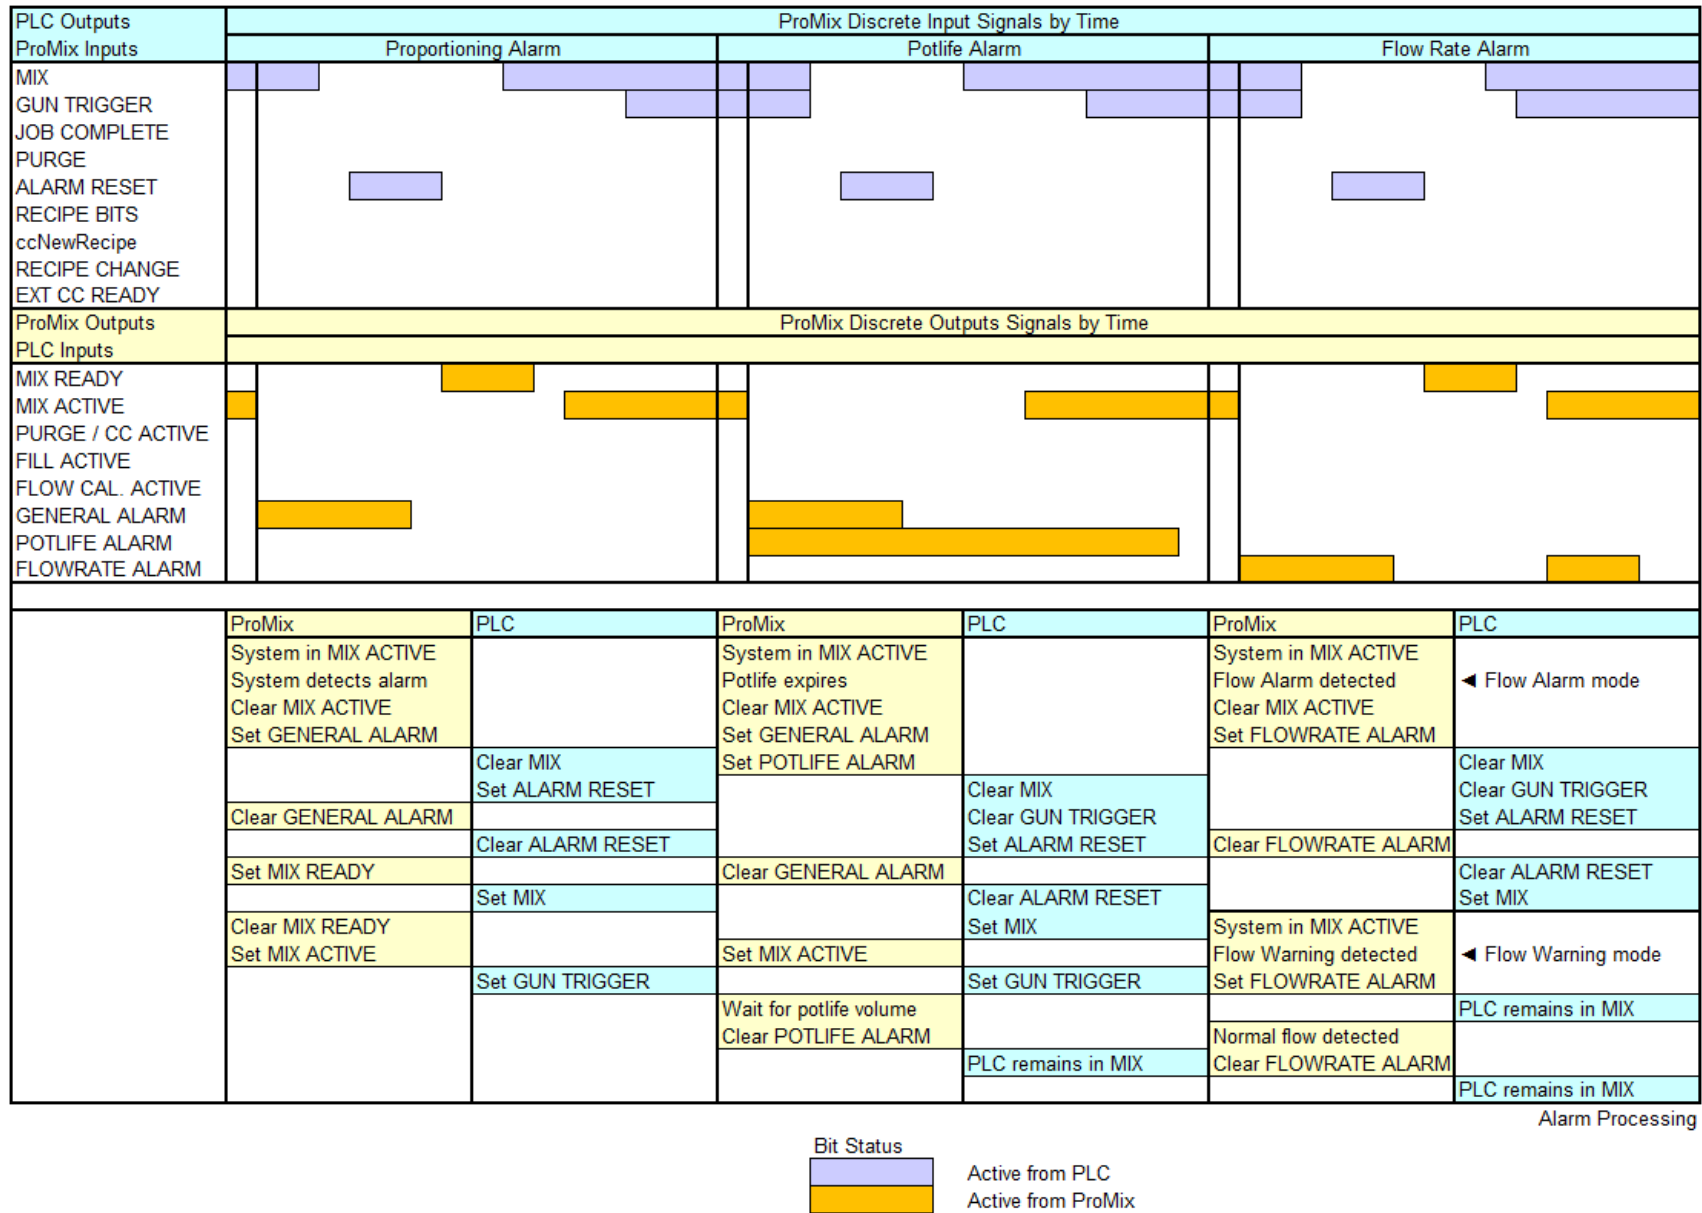 PLC Outputs ProMix Discrete Input Signals by Time
ProMix Inputs Proportioning Alarm Potlife Alarm Flow Rate Alarm
MIX
GUN TRIGGER
JOB COMPLETE
PURGE
ALARM RESET
RECIPE BITS
ccNewRecipe
RECIPE CHANGE
EXT CC READY
ProMix Outputs ProMix Discrete Outputs Signals by Time
PLC Inputs
MIX READY
MIX ACTIVE
PURGE / CC ACTIVE
FILL ACTIVE
FLOW CAL. ACTIVE
GENERAL ALARM
POTLIFE ALARM
FLOWRATE ALARM
ProMix PLC ProMix PLC ProMix PLC
System in MIX ACTIVE System in MIX ACTIVE System in MIX ACTIVE
System detects alarm Potlife expires Flow Alarm detected ◄ Flow Alarm mode
Clear MIX ACTIVE Clear MIX ACTIVE Clear MIX ACTIVE
Set GENERAL ALARM Set GENERAL ALARM Set FLOWRATE ALARM
Clear MIX Set POTLIFE ALARM Clear MIX
Set ALARM RESET Clear MIX Clear GUN TRIGGER
Clear GENERAL ALARM Clear GUN TRIGGER Set ALARM RESET
Clear ALARM RESET Set ALARM RESET Clear FLOWRATE ALARM
Set MIX READY Clear GENERAL ALARM Clear ALARM RESET
Set MIX Clear ALARM RESET Set MIX
Clear MIX READY Set MIX System in MIX ACTIVE
Set MIX ACTIVE Set MIX ACTIVE Flow Warning detected ◄ Flow Warning mode
Set GUN TRIGGER Set GUN TRIGGER Set FLOWRATE ALARM
Wait for potlife volume PLC remains in MIX
Clear POTLIFE ALARM Normal flow detected
PLC remains in MIX Clear FLOWRATE ALARM
PLC remains in MIX
Alarm Processing
Bit Status
Active from PLC
Active from ProMix